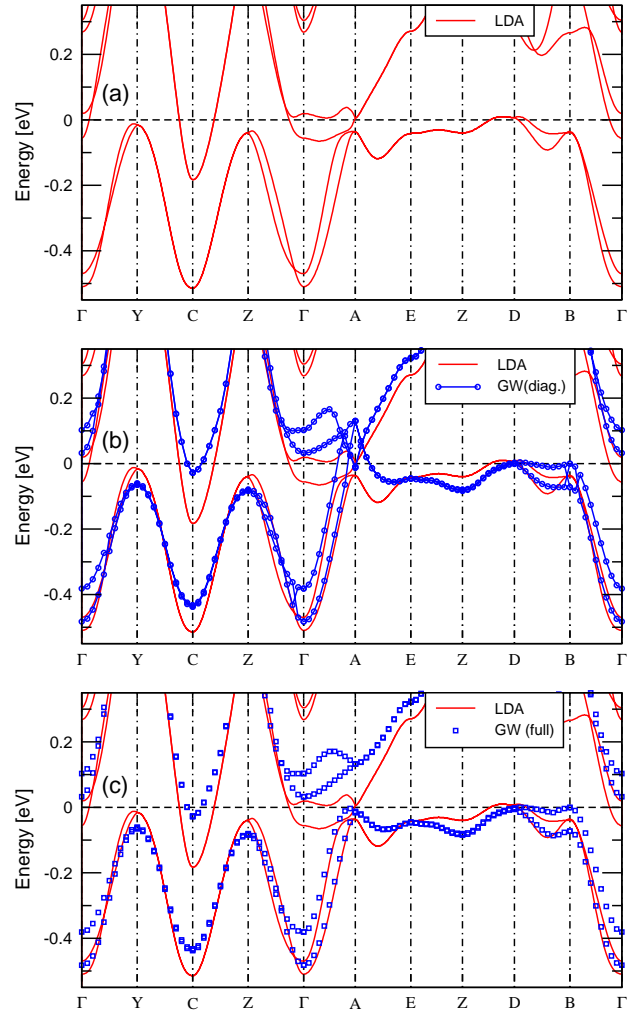 LDA
0.2
(a)
0
Energy [eV]
-0.2
-0.4
Γ Y C Z Γ A E Z D B Γ
LDA
GW(diag.)
0.2
(b)
0
Energy [eV]
-0.2
-0.4
Γ Y C Z Γ A E Z D B Γ
LDA
GW (full)
0.2
(c)
0
Energy [eV]
-0.2
-0.4
Γ Y C Z Γ A E Z D B Γ